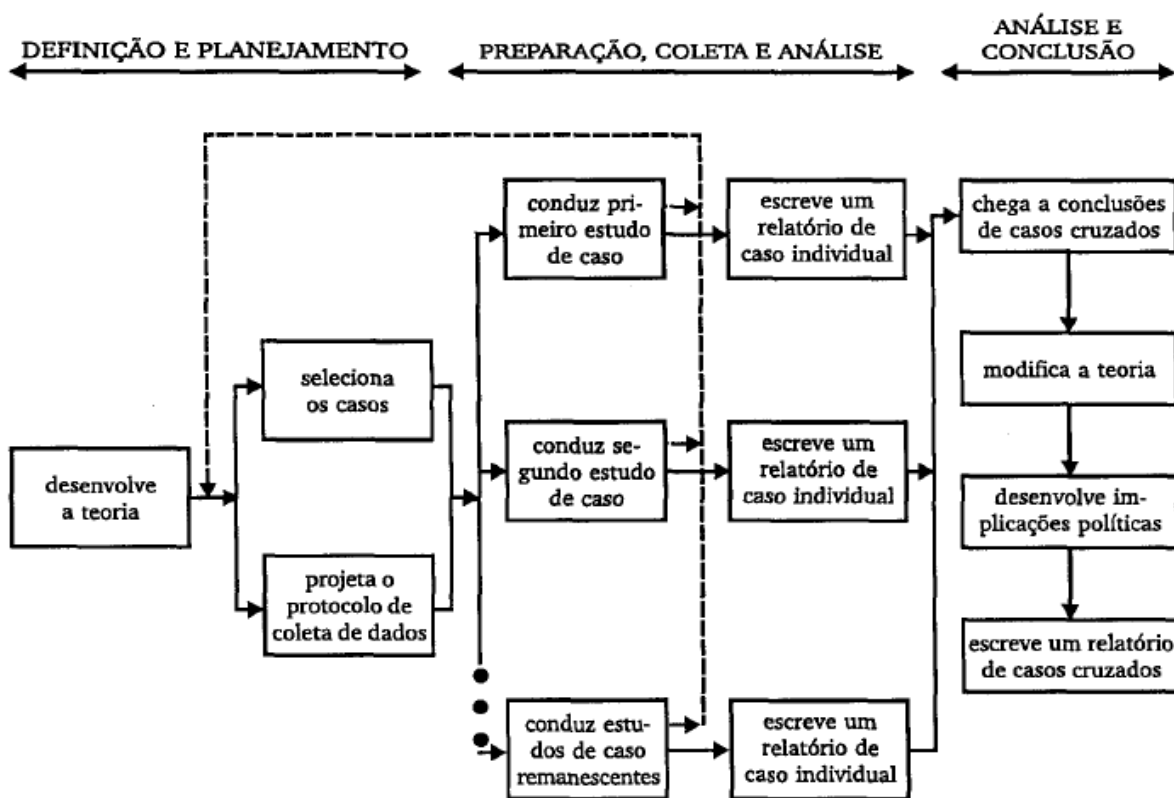 DEFINIÇÃO E PLANEJAMENTO
PREPARAÇÃO, COLETA E ANÁLISE
ANÁLISE E
CONCLUSÃO
desenvolve
a teoria
seleciona
os casos
projeta o
protocolo de
coleta de dados
conduz pri-
meiro estudo
de caso
escreve um
relatório de
caso individual
conduz se-
gundo estudo
de caso
escreve um
relatório de
caso individual
conduz estu-
dos de caso
remanescentes
escreve um
relatório de
caso individual
chega a conclusões
de casos cruzados
modifica a teoria
desenvolve im-
plicações políticas
escreve um relatório
de casos cruzados